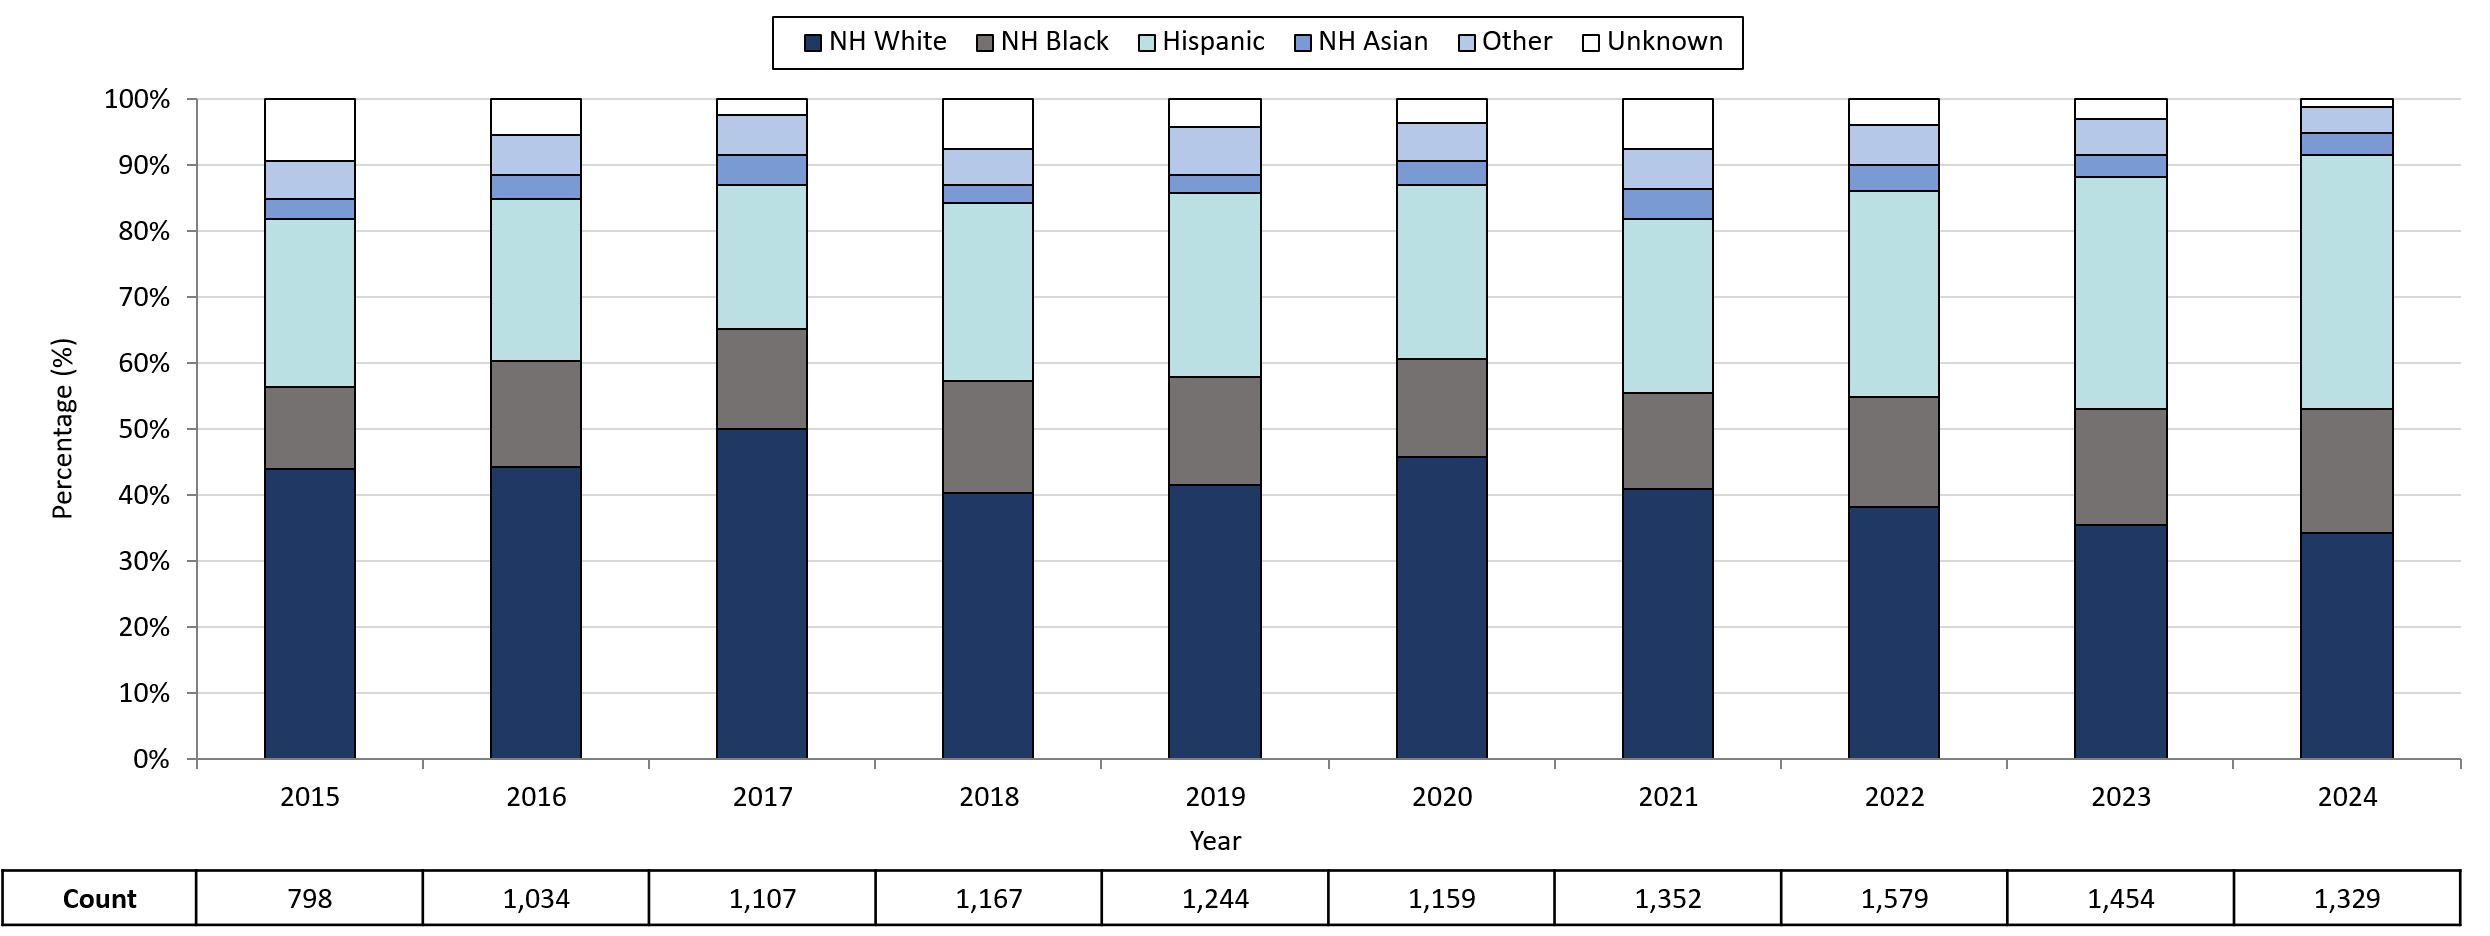 NH White NH Black Hispanic NH Asian Other Unknown
100%
90%
80%
70%
60%
50%
40%
30%
20%
10%
0%
Percentage (%)
2015 2016 2017 2018 2019 2020 2021 2022 2023 2024
Year
Count 798 1,034 1,107 1,167 1,244 1,159 1,352 1,579 1,454 1,329